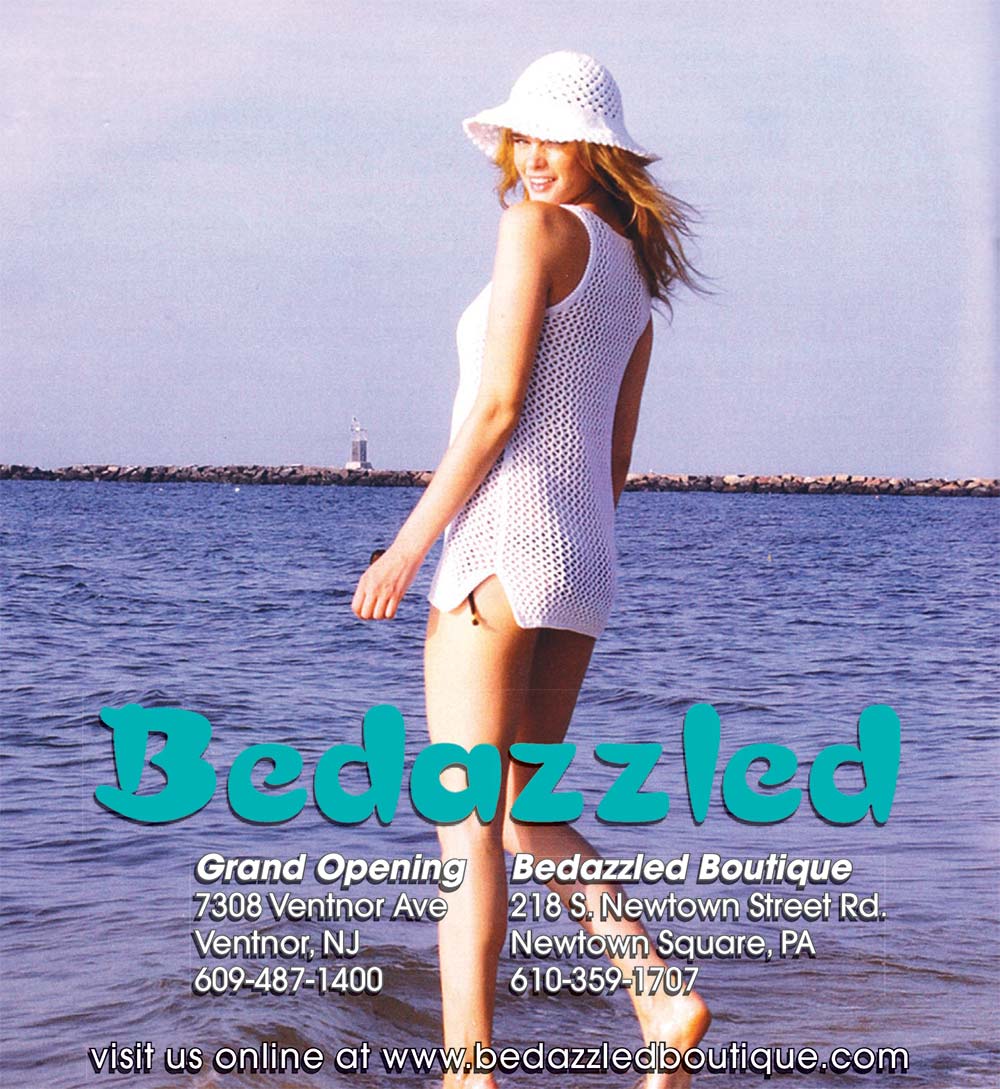 Bedazzled
Grand Opening
7308 Ventnor Ave
Ventnor, NJ
609-487-1400
Bedazzled Boutique
218 S. Newtown Street Rd.
Newtown Square, PA
610-359-1707
visit us online at www.bedazzledboutique.com